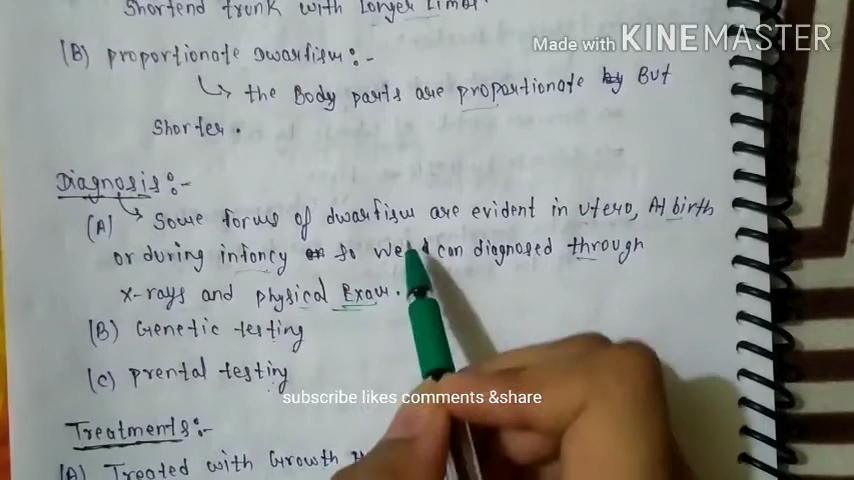 Shortend trunk with Longer Limbs.
Made with KINEMASTER
(B) proportionate dwarfism:-
↳ the Body parts are proportionate by But
Shorter.
Diagnosis:-
(A) Some forms of dwarfism are evident in utero, At birth
or during infancy so We can diagnosed through
x-rays and physical Exam.
(B) Genetic testing
(C) prental testing
subscribe likes comments &share
Treatments:-
(A) Treated with Growth